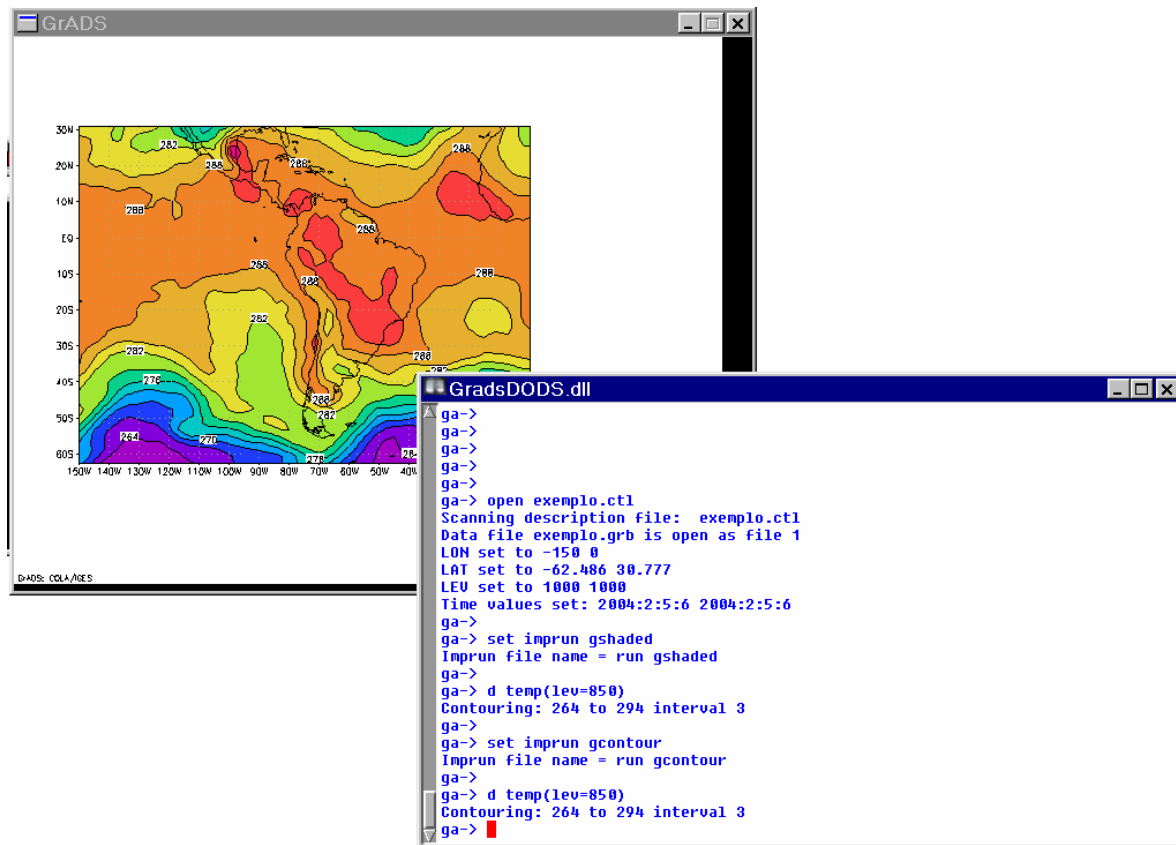 GrADS
30N
282
288
20N
288
288
10N
288
288
EQ
285
10S
288
288
20S
282
30S
282
288
282
40S
276
288
50S
282
264
270
60S
276
264
150W 140W 130W 120W 110W 100W 90W 80W 70W 60W 50W 40W
GrADS: COLA/IGES
GradsDODS.dll
ga->
ga->
ga->
ga->
ga->
ga-> open exemplo.ctl
Scanning description file:  exemplo.ctl
Data file exemplo.grb is open as file 1
LON set to -150 0
LAT set to -62.486 30.777
LEV set to 1000 1000
Time values set: 2004:2:5:6 2004:2:5:6
ga->
ga-> set imprun gshaded
Imprun file name = run gshaded
ga->
ga-> d temp(lev=850)
Contouring: 264 to 294 interval 3
ga->
ga-> set imprun gcontour
Imprun file name = run gcontour
ga->
ga-> d temp(lev=850)
Contouring: 264 to 294 interval 3
ga->